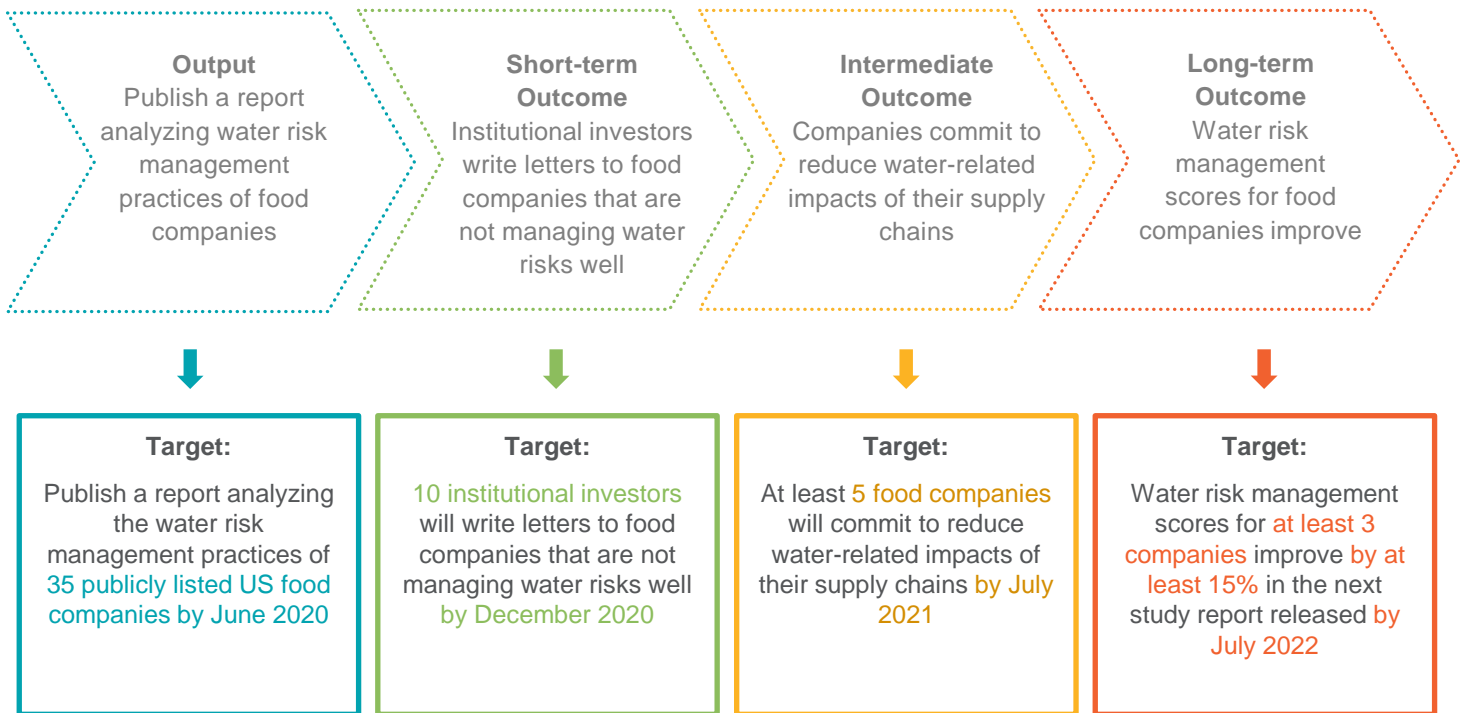 Output
Publish a report
analyzing water risk
management
practices of food
companies
Short-term
Outcome
Institutional investors
write letters to food
companies that are
not managing water
risks well
Intermediate
Outcome
Companies commit to
reduce water-related
impacts of their supply
chains
Long-term
Outcome
Water risk
management
scores for food
companies improve
Target:
Publish a report analyzing
the water risk
management practices of
35 publicly listed US food
companies by June 2020
Target:
10 institutional investors
will write letters to food
companies that are not
managing water risks well
by December 2020
Target:
At least 5 food companies
will commit to reduce
water-related impacts of
their supply chains by July
2021
Target:
Water risk management
scores for at least 3
companies improve by at
least 15% in the next
study report released by
July 2022